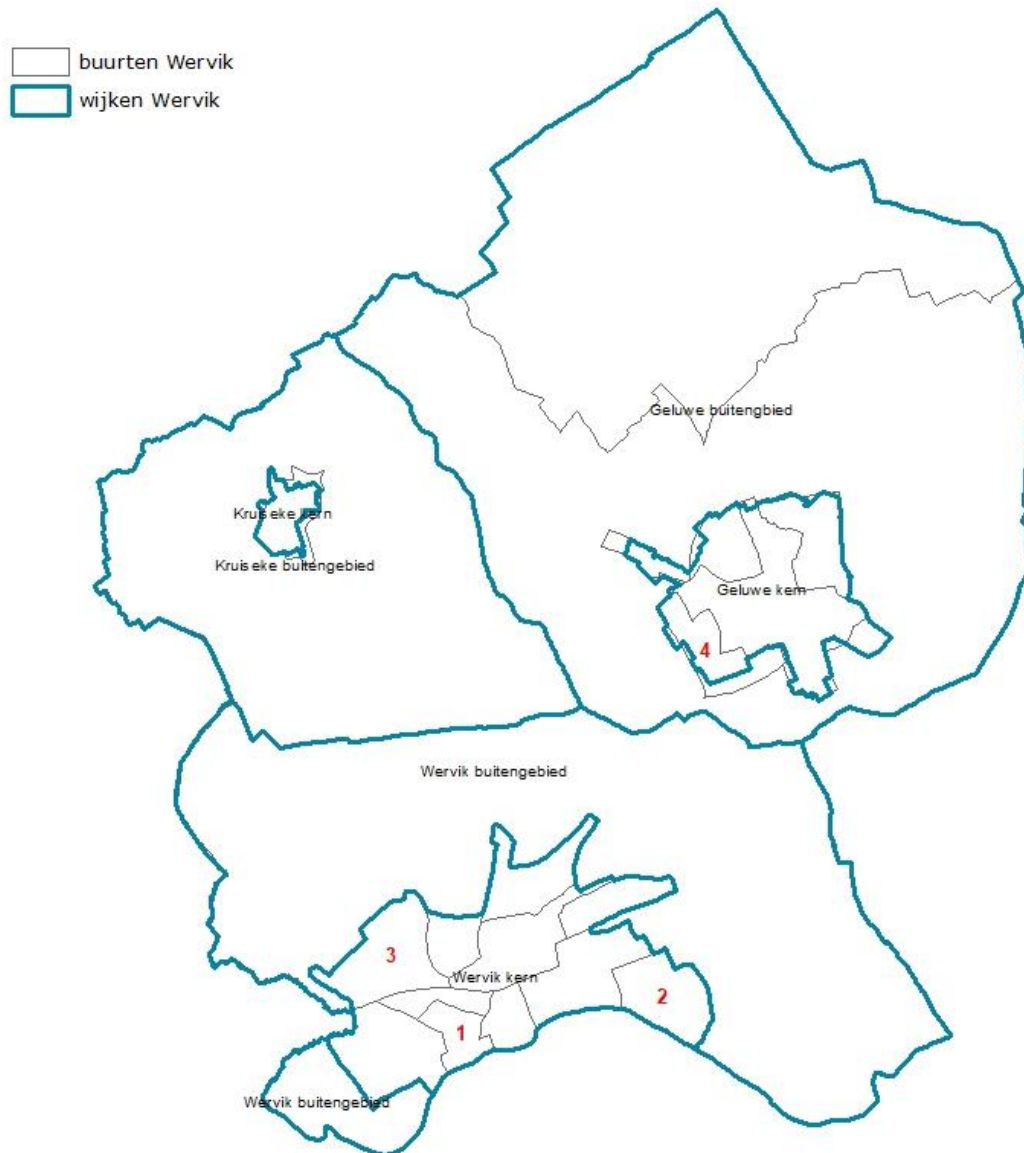 buurten Wervik
wijken Wervik
Geluwe buitengbied
Kruiseke kern
Kruiseke buitengebied
Geluwe kern
4
Wervik buitengebied
3
Wervik kern
2
1
Wervik buitengebied